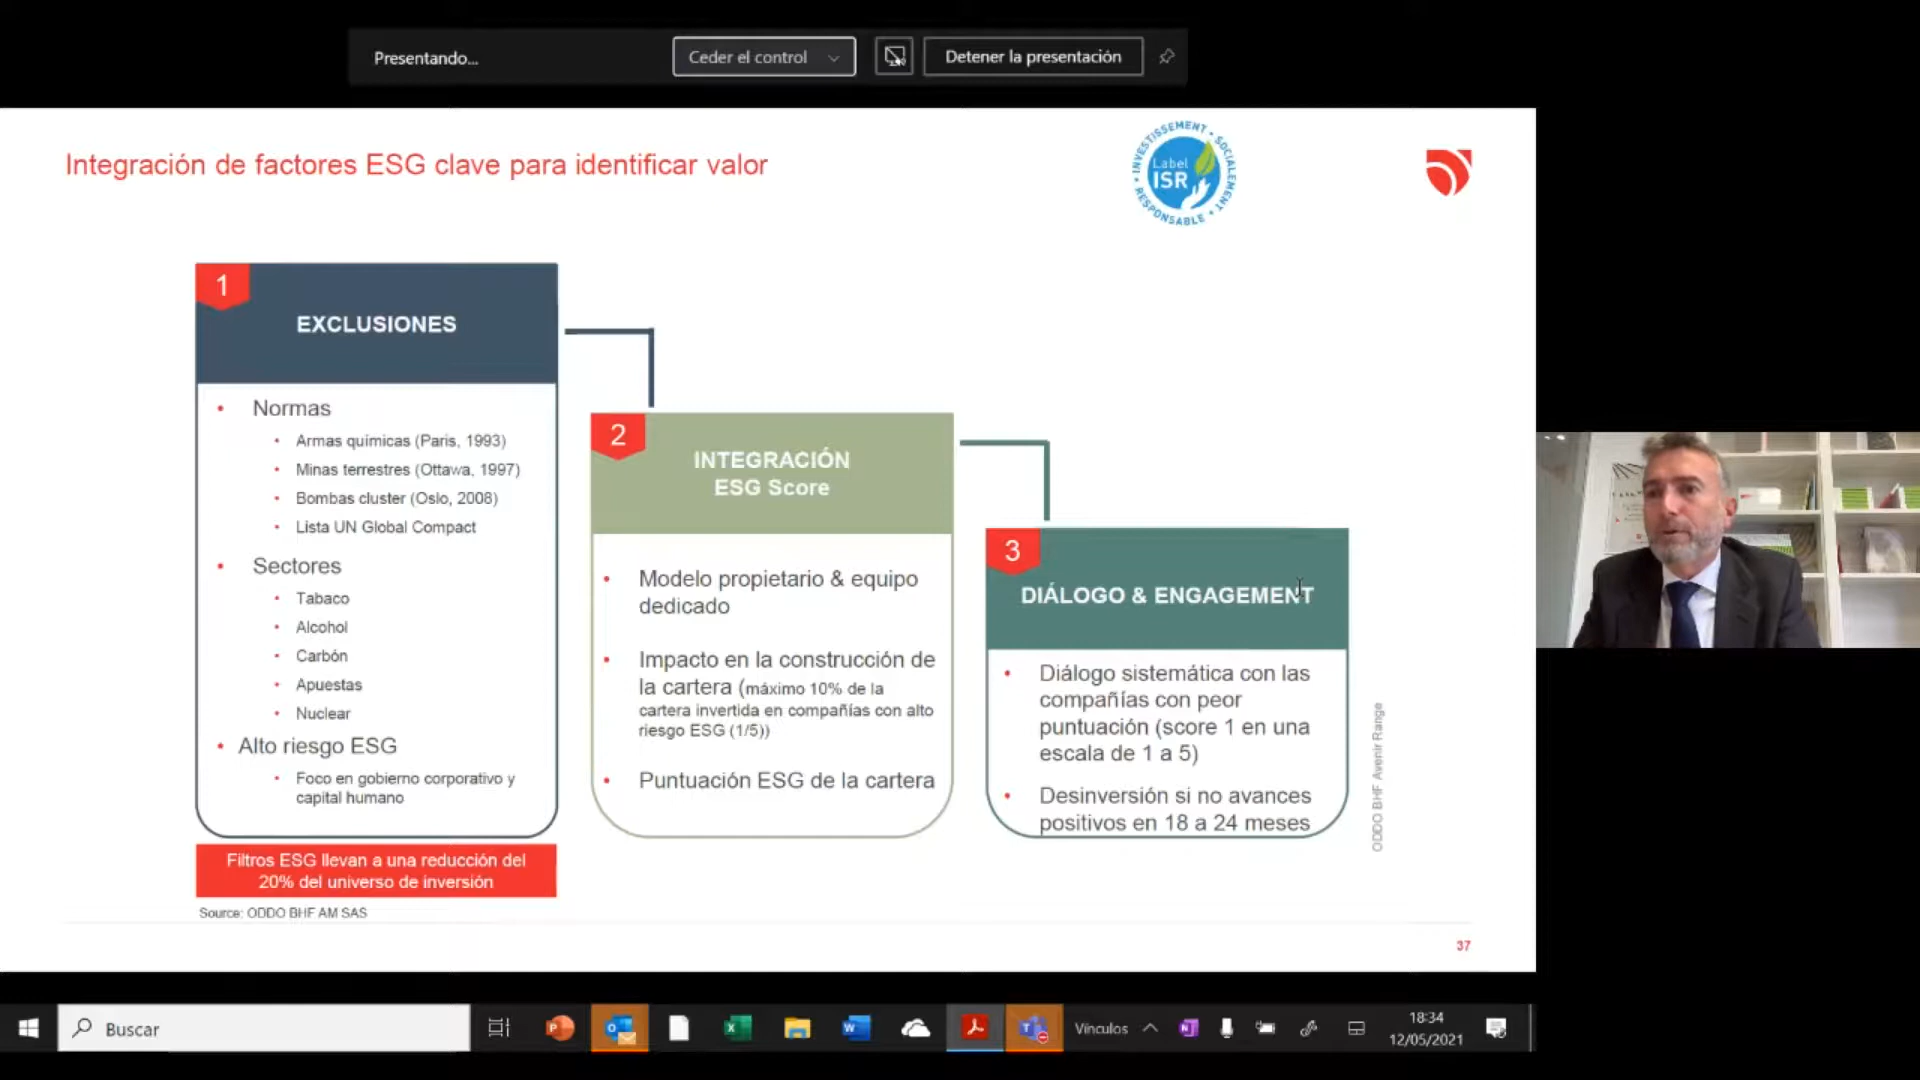 Presentando...
Ceder el control
Detener la presentación
Integración de factores ESG clave para identificar valor
INVESTISSEMENT • SOCIALEMENT • RESPONSABLE •
Label
ISR
1
EXCLUSIONES
• Normas
• Armas químicas (Paris, 1993)
• Minas terrestres (Ottawa, 1997)
• Bombas cluster (Oslo, 2008)
• Lista UN Global Compact
• Sectores
• Tabaco
• Alcohol
• Carbón
• Apuestas
• Nuclear
• Alto riesgo ESG
• Foco en gobierno corporativo y
capital humano
Filtros ESG llevan a una reducción del
20% del universo de inversión
Source: ODDO BHF AM SAS
2
INTEGRACIÓN
ESG Score
• Modelo propietario & equipo
dedicado
• Impacto en la construcción de
la cartera (máximo 10% de la
cartera invertida en compañías con alto
riesgo ESG (1/5))
• Puntuación ESG de la cartera
3
DIÁLOGO & ENGAGEMENT
• Diálogo sistemática con las
compañías con peor
puntuación (score 1 en una
escala de 1 a 5)
• Desinversión si no avances
positivos en 18 a 24 meses
ODDO BHF Avenir Range
37
Buscar
Vínculos
18:34
12/05/2021